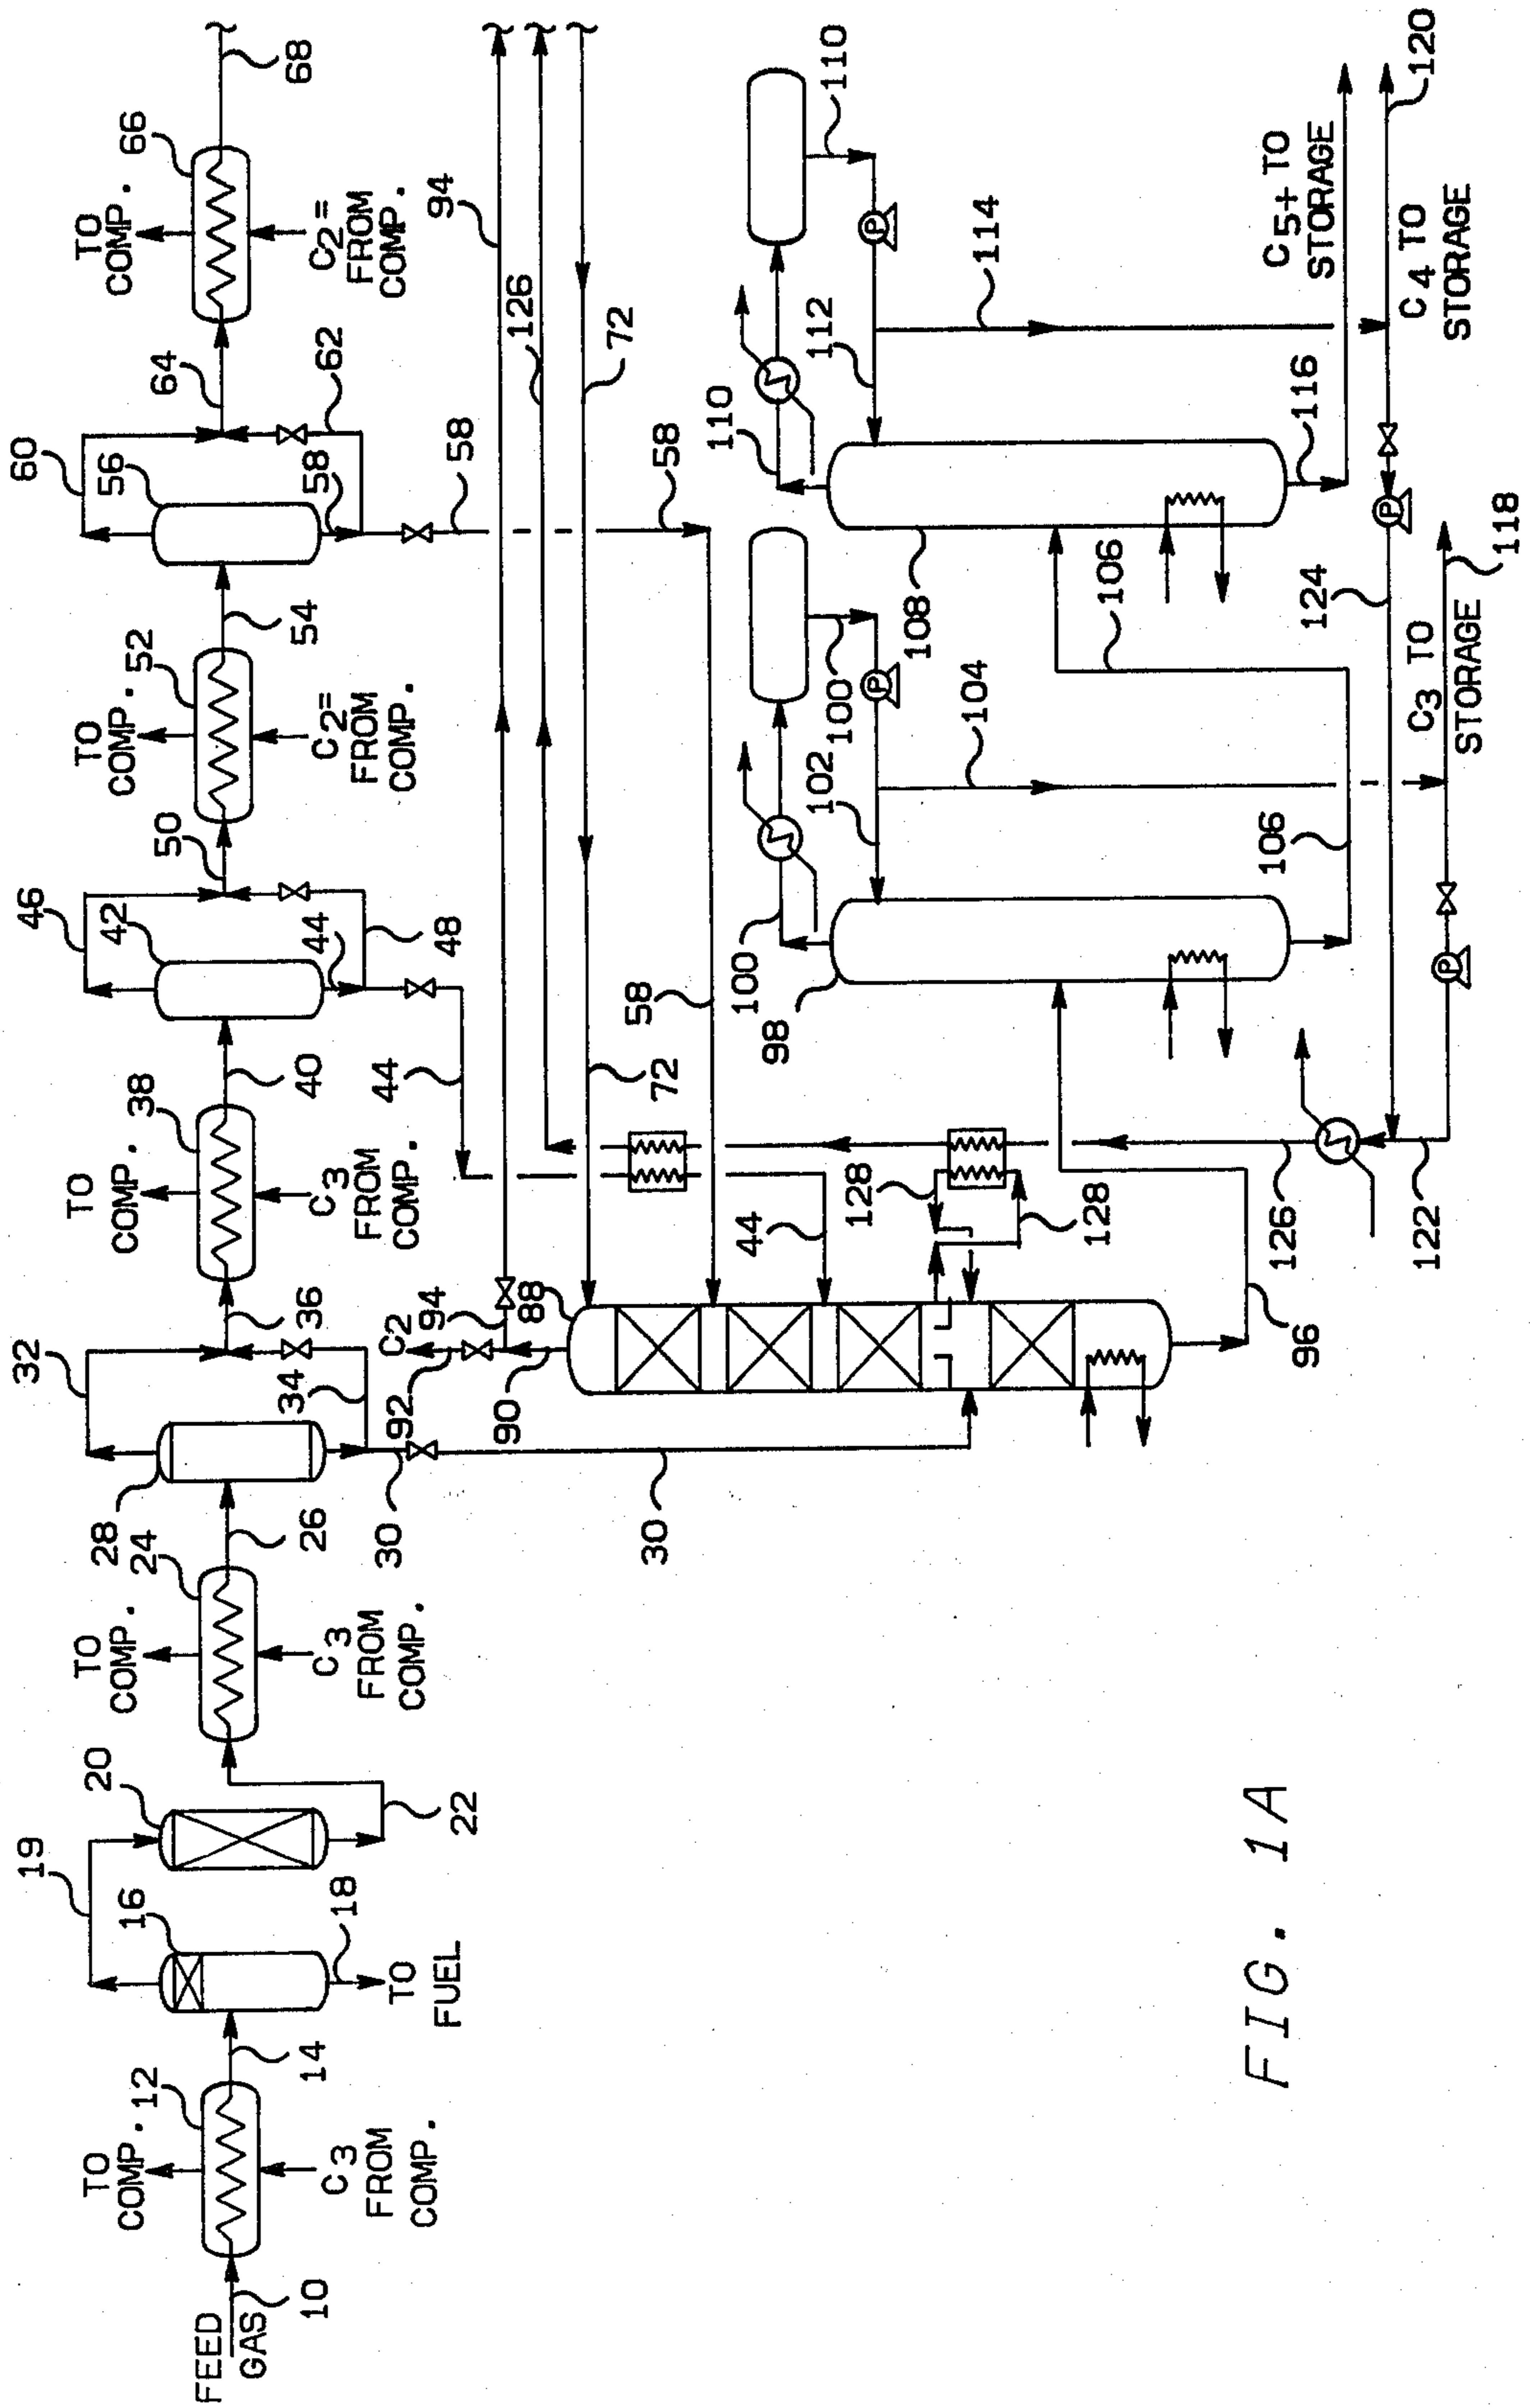 19
32
46
60
TO
COMP.
12
16
20
TO
COMP.
24
28
TO
COMP.
38
42
TO
COMP.
52
56
TO
COMP.
66
FEED
GAS
10
14
18
22
26
34
36
40
44
48
50
54
58
62
64
68
C3
FROM
COMP.
C3
FROM
COMP.
C3
FROM
COMP.
C2=
FROM
COMP.
C2=
FROM
COMP.
TO
FUEL
30
92
C2
94
44
58
94
90
88
126
30
72
58
72
58
44
98
100
110
100
102
112
110
128
108
104
114
128
106
96
126
106
116
C5+ TO
STORAGE
122
124
C4 TO
STORAGE
120
C3 TO
STORAGE
118
FIG. 1A
P
P
P
P